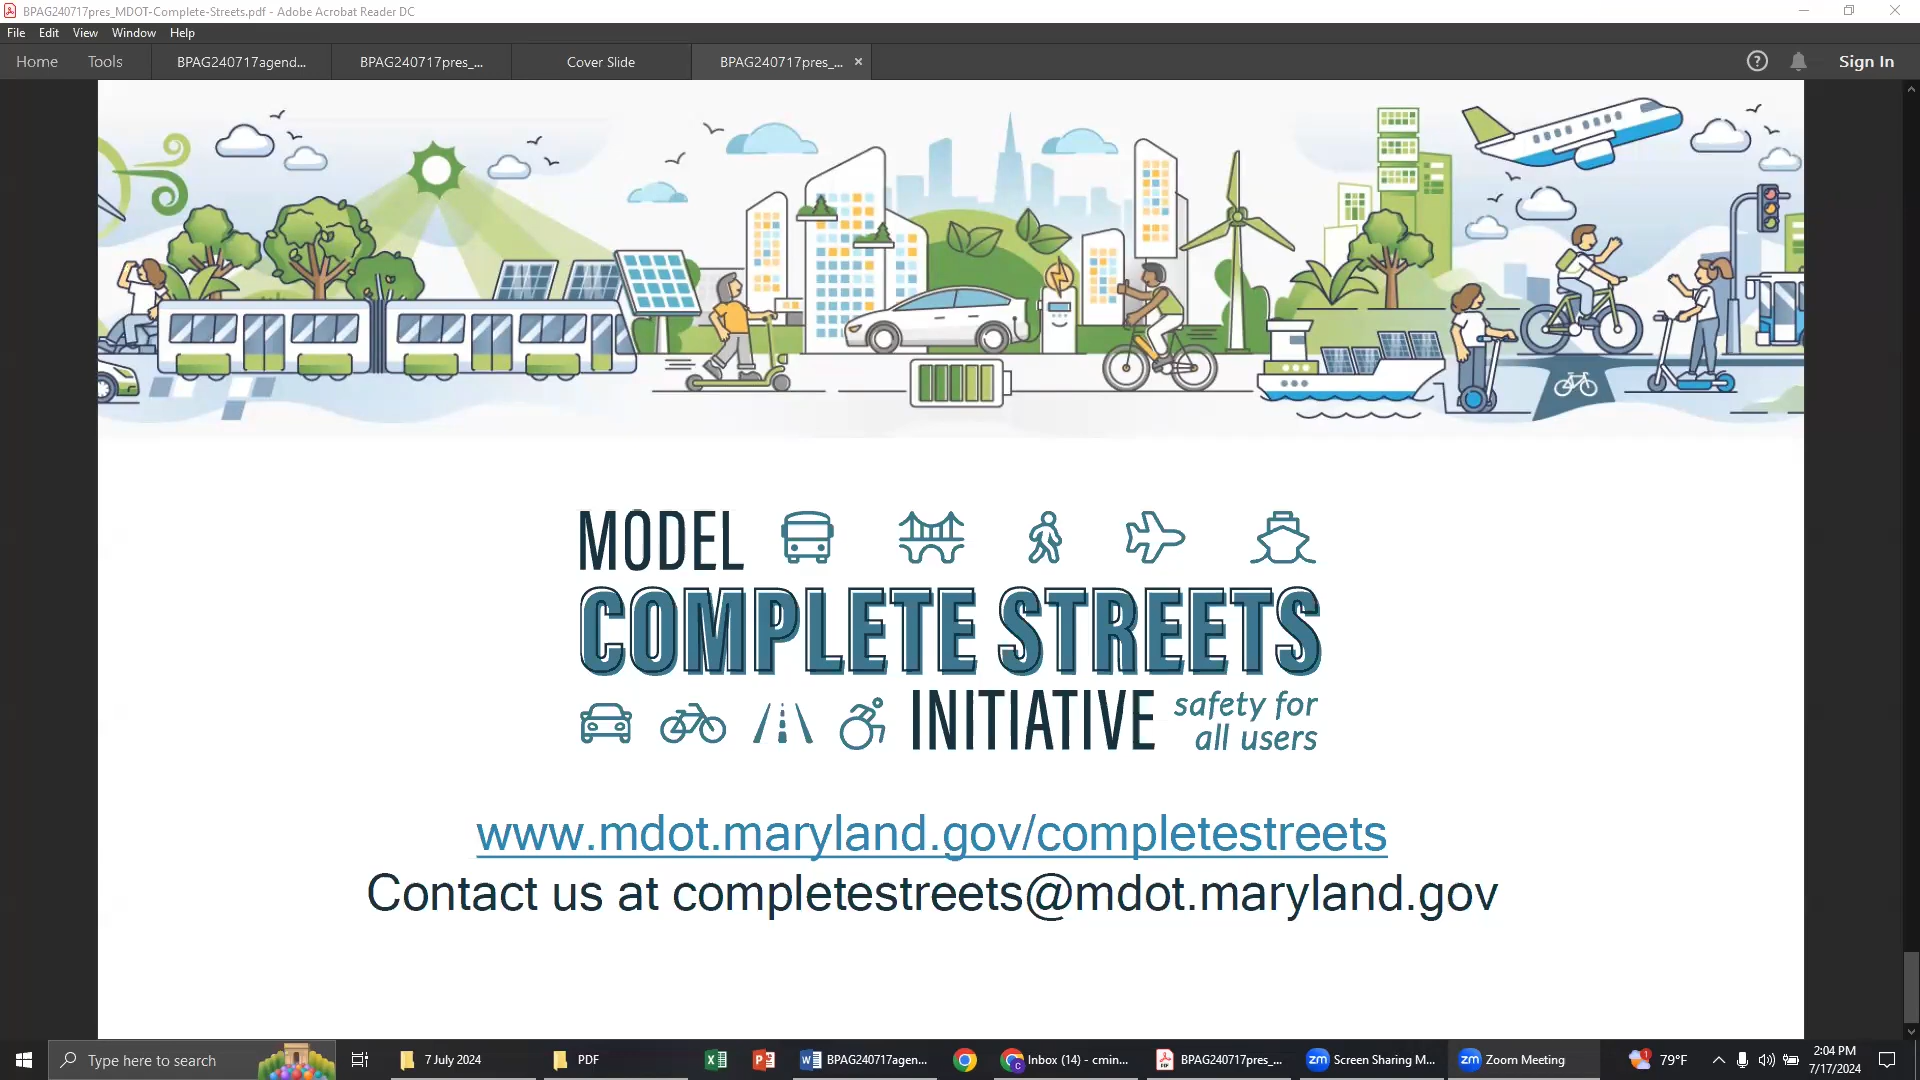 BPAG240717pres_MDOT-Complete-Streets.pdf - Adobe Acrobat Reader DC
File Edit View Window Help
Home Tools BPAG240717agend... BPAG240717pres_... Cover Slide BPAG240717pres_... × ? Sign In
MODEL
COMPLETE STREETS
INITIATIVE safety for
all users
www.mdot.maryland.gov/completestreets
Contact us at completestreets@mdot.maryland.gov
Type here to search 7 July 2024 PDF BPAG240717agen... Inbox (14) - cmin... BPAG240717pres_... zm Screen Sharing M... zm Zoom Meeting 1 79°F 2:04 PM
7/17/2024